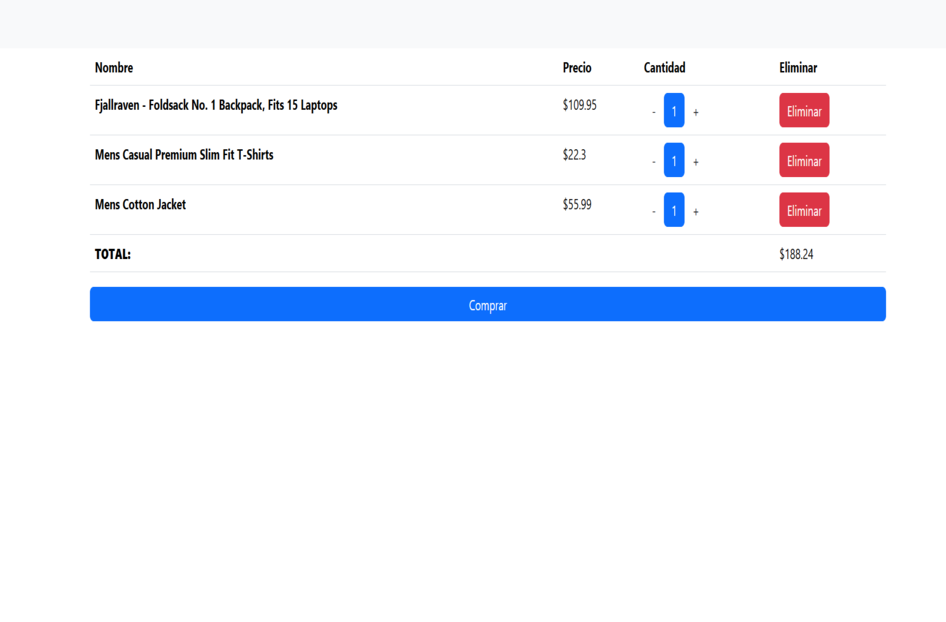 Nombre Precio Cantidad Eliminar
Fjallraven - Foldsack No. 1 Backpack, Fits 15 Laptops $109.95 - 1 + Eliminar
Mens Casual Premium Slim Fit T-Shirts $22.3 - 1 + Eliminar
Mens Cotton Jacket $55.99 - 1 + Eliminar
TOTAL: $188.24
Comprar